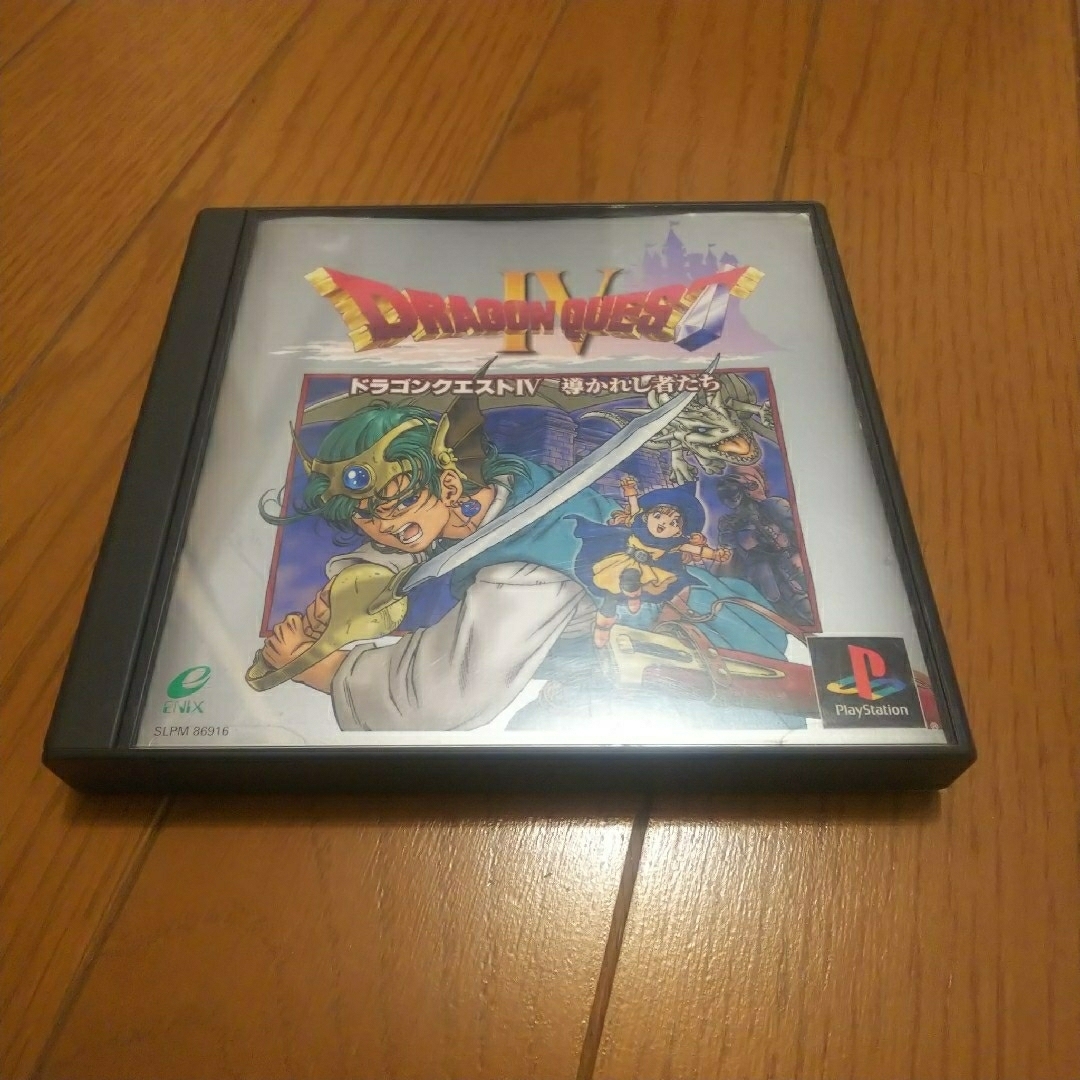 DRAGON QUEST
IV
ドラゴンクエストIV 導かれし者たち
ENIX
SLPM 86916
PlayStation